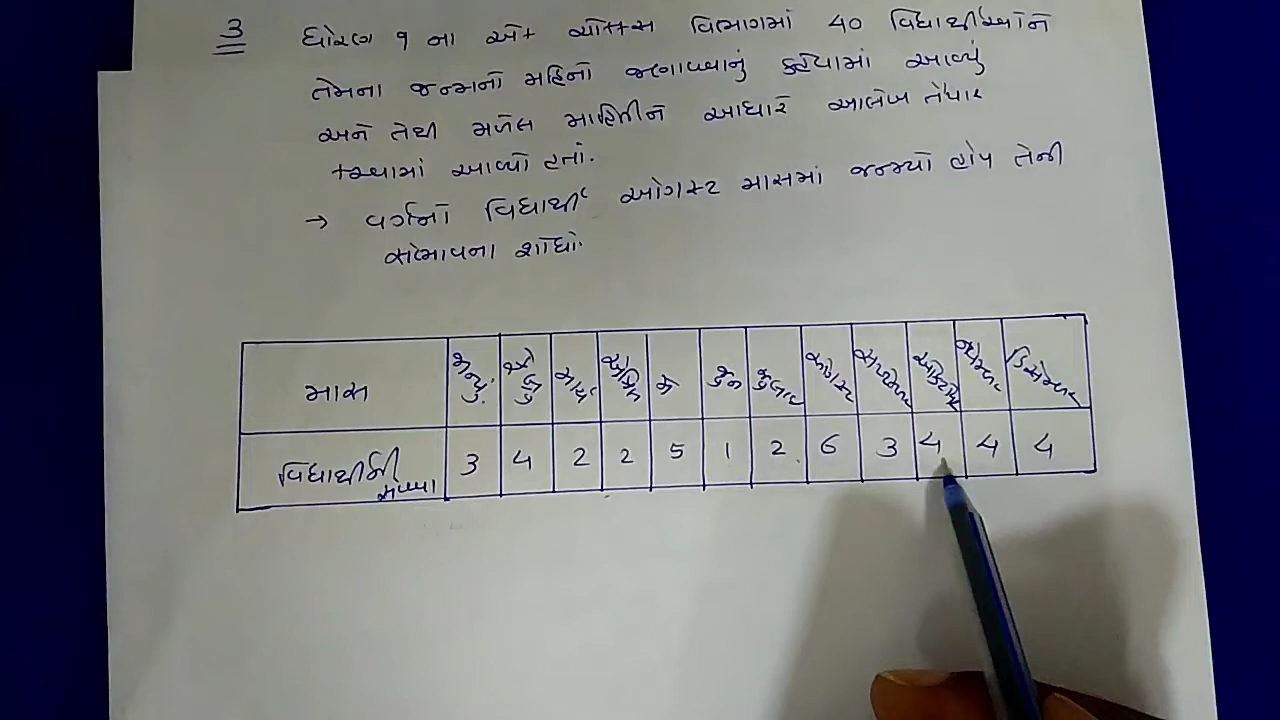 3 ધોરણ ૧ ના એક ચોક્કસ વિભાગમાં 40 વિદ્યાર્થીઓને
તેમના જન્મનો મહિનો જણાવવાનું કહેવામાં આવ્યું
અને તેથી મળેલ માહિતીને આધારે આલેખ તૈયાર
કરવામાં આવ્યો હતો.
→ વર્ગનો વિદ્યાર્થી ઓગસ્ટ માસમાં જન્મ્યો હોય તેની
સંભાવના શોધો.
માસ જાન્યુ. ફેબ્રુ માર્ચ એપ્રિલ મે જુન જુલાઇ ઓગસ્ટ સપ્ટેમ્બર ઓક્ટોબર નવેમ્બર ડિસેમ્બર
વિદ્યાર્થીની સંખ્યા 3 4 2 2 5 1 2 6 3 4 4 4